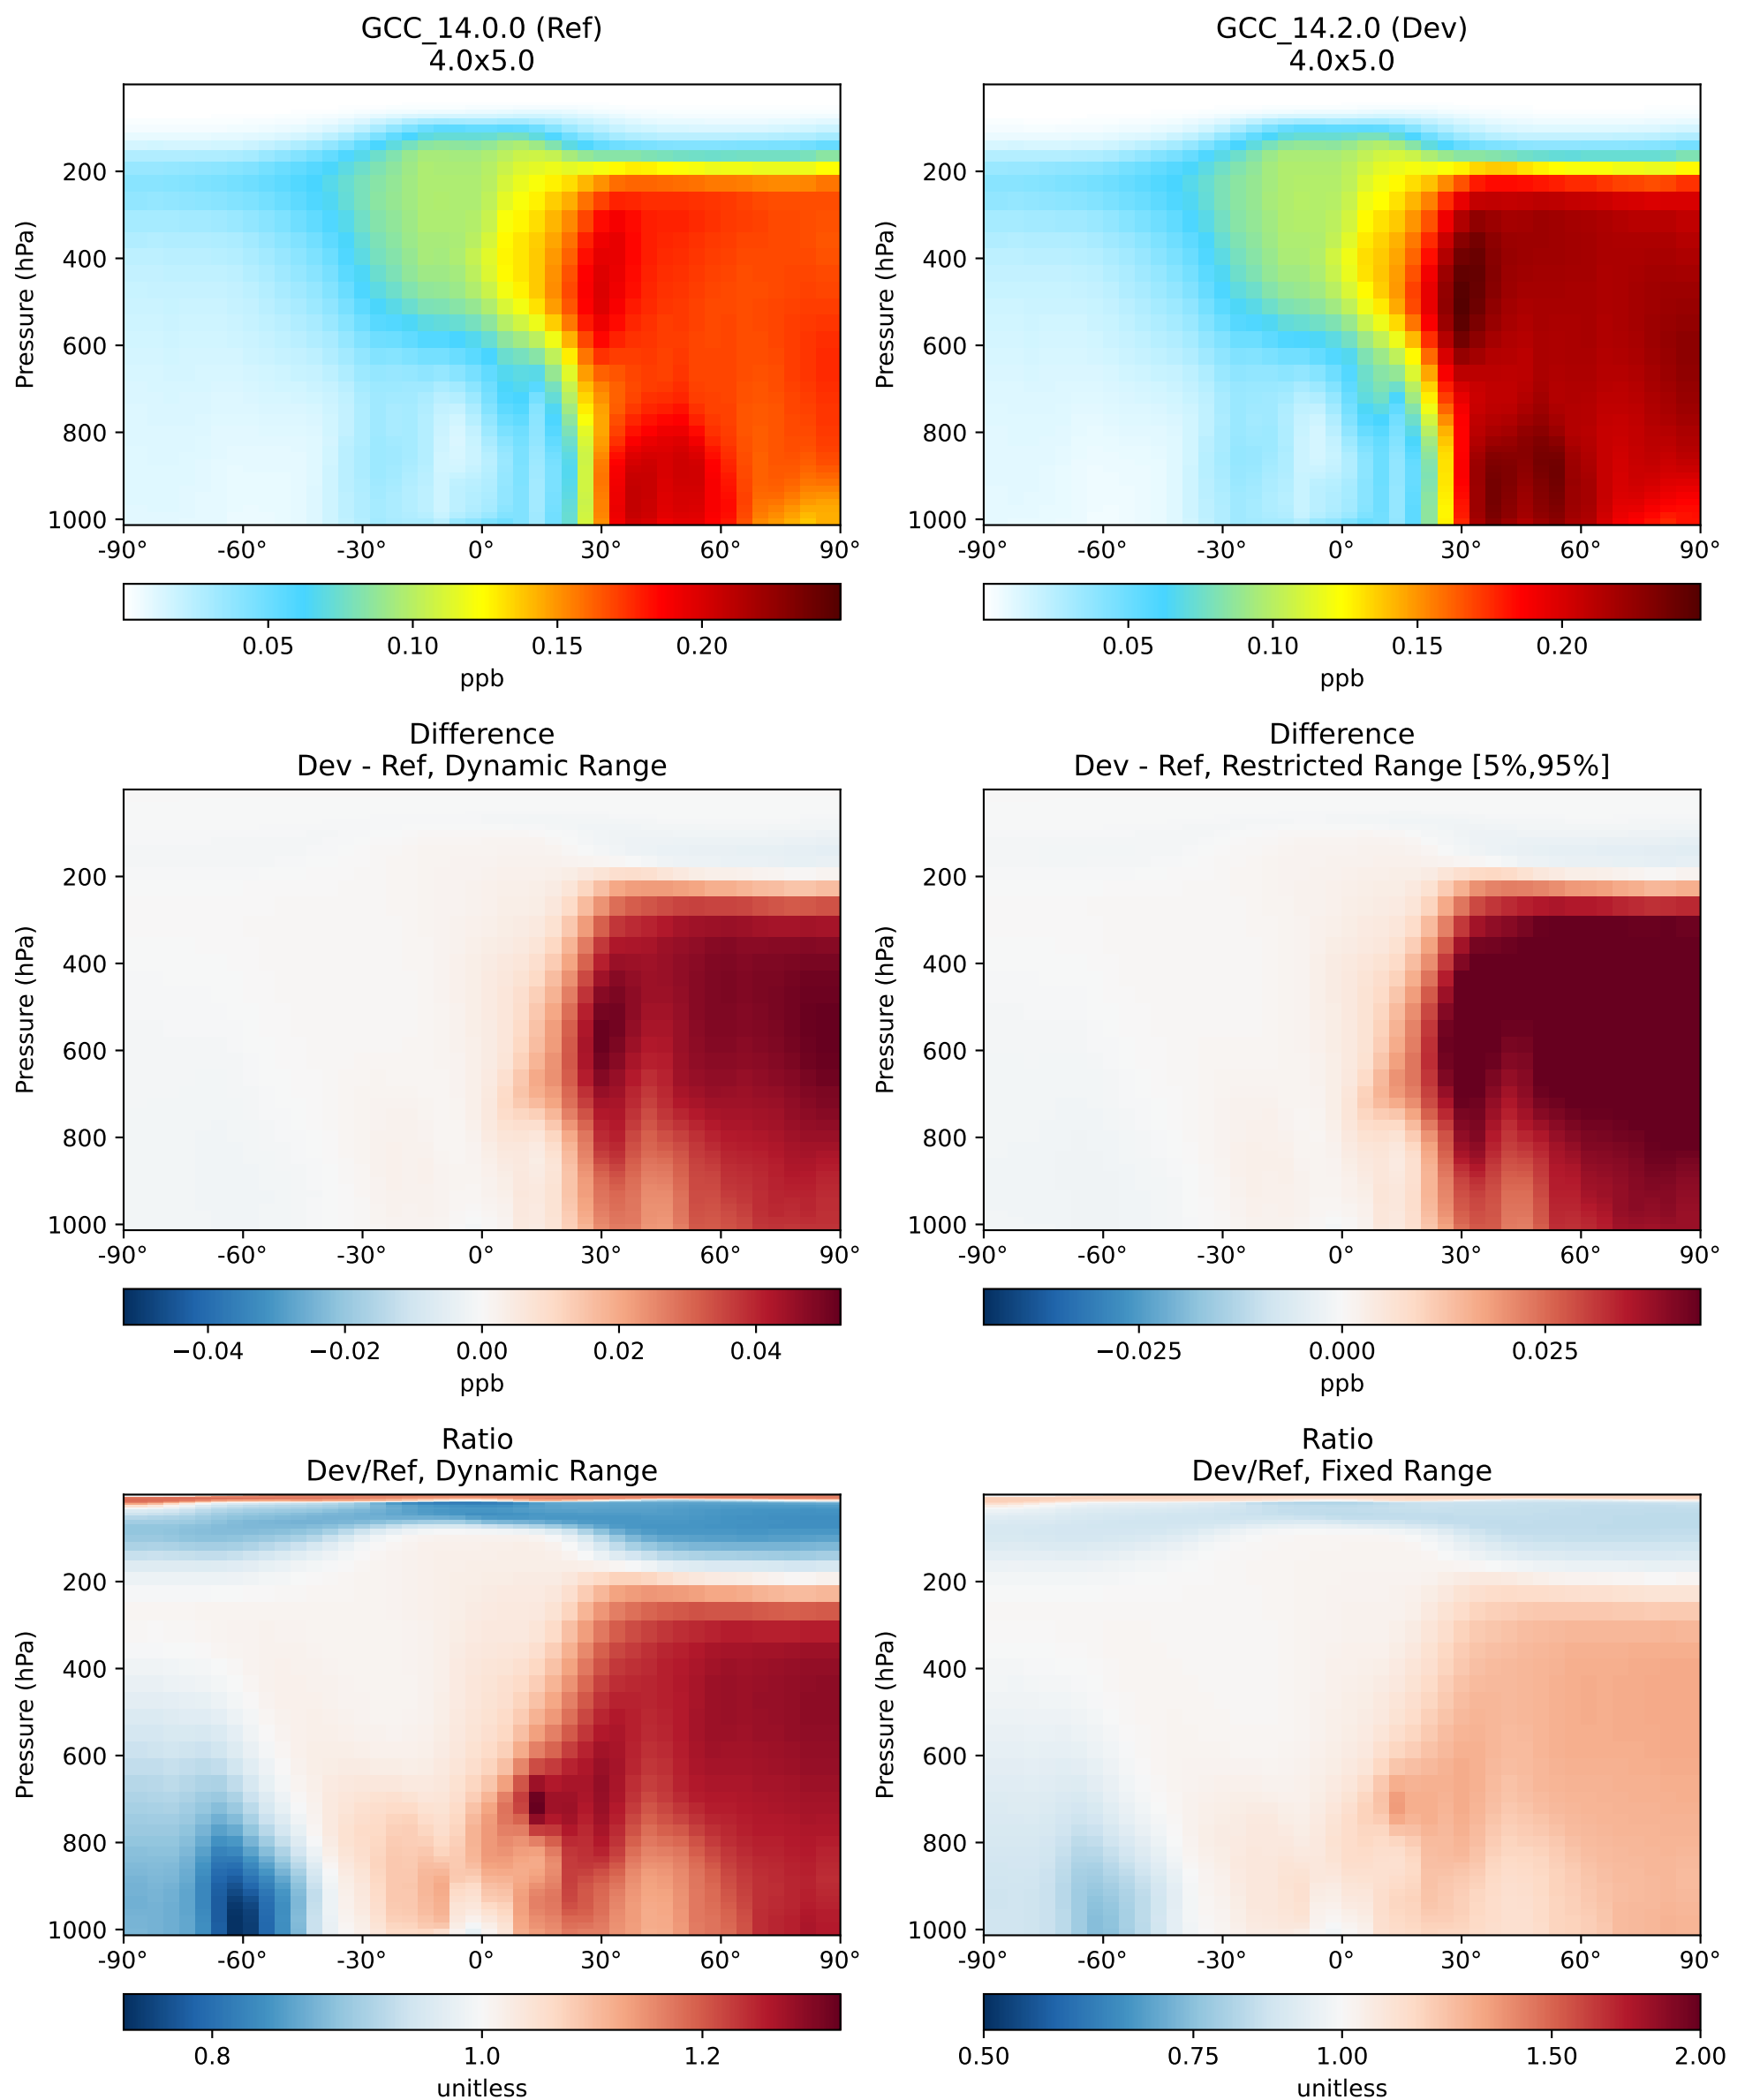 GCC_14.0.0 (Ref)
4.0x5.0
Pressure (hPa)
200
400
600
800
1000
-90° -60° -30° 0° 30° 60° 90°
0.05 0.10 0.15 0.20
ppb
GCC_14.2.0 (Dev)
4.0x5.0
Pressure (hPa)
200
400
600
800
1000
-90° -60° -30° 0° 30° 60° 90°
0.05 0.10 0.15 0.20
ppb
Difference
Dev - Ref, Dynamic Range
Pressure (hPa)
200
400
600
800
1000
-90° -60° -30° 0° 30° 60° 90°
−0.04 −0.02 0.00 0.02 0.04
ppb
Difference
Dev - Ref, Restricted Range [5%,95%]
Pressure (hPa)
200
400
600
800
1000
-90° -60° -30° 0° 30° 60° 90°
−0.025 0.000 0.025
ppb
Ratio
Dev/Ref, Dynamic Range
Pressure (hPa)
200
400
600
800
1000
-90° -60° -30° 0° 30° 60° 90°
0.8 1.0 1.2
unitless
Ratio
Dev/Ref, Fixed Range
Pressure (hPa)
200
400
600
800
1000
-90° -60° -30° 0° 30° 60° 90°
0.50 0.75 1.00 1.50 2.00
unitless